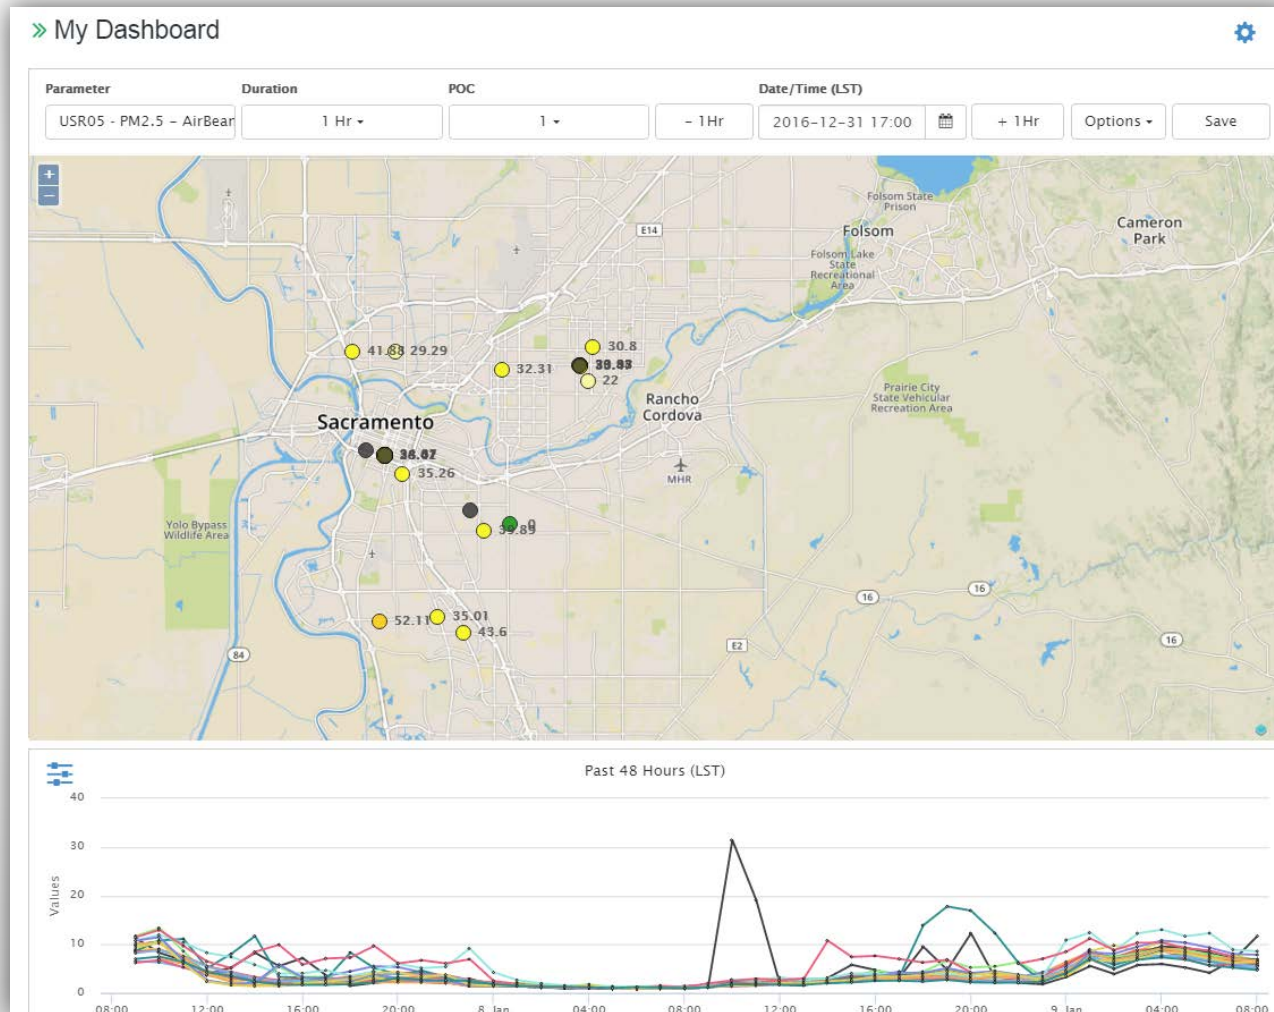 » My Dashboard
Parameter Duration POC Date/Time (LST)
USR05 - PM2.5 - AirBear 1 Hr 1 - 1Hr 2016-12-31 17:00 + 1Hr Options Save
+
−
Folsom State
Prison
Cameron
Park
E14
Folsom
Folsom Lake
State
Recreational
Area
30.8
41.88 29.29
32.31
22
Prairie City
State Vehicular
Recreation Area
Rancho
Cordova
Sacramento
35.26
MHR
0
39.89
Yolo Bypass
Wildlife Area
16
16
52.11
35.01
43.6
16
E2
84
Past 48 Hours (LST)
Values
40
30
20
10
0
08:00 12:00 16:00 20:00 8. Jan 04:00 08:00 12:00 16:00 20:00 9. Jan 04:00 08:00